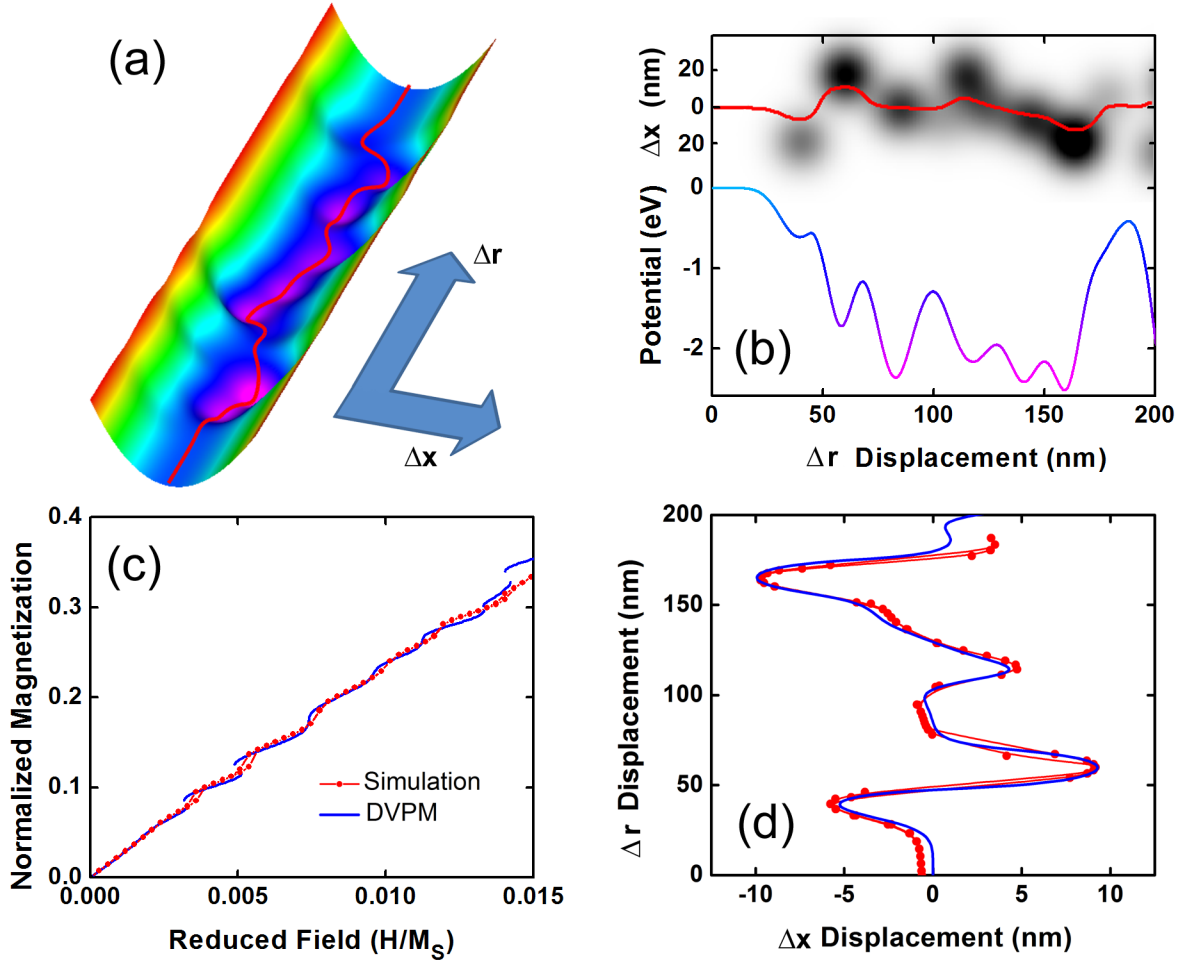 (a)
Δr
Δx
Δx (nm)
20
0
20
0
-1
-2
Potential (eV)
(b)
0 50 100 150 200
Δr Displacement (nm)
Normalized Magnetization
0.4
0.3
0.2
0.1
0.0
(c)
Simulation
DVPM
0.000 0.005 0.010 0.015
Reduced Field (H/MS)
Δr Displacement (nm)
200
150
100
50
0
(d)
-10 -5 0 5 10
Δx Displacement (nm)